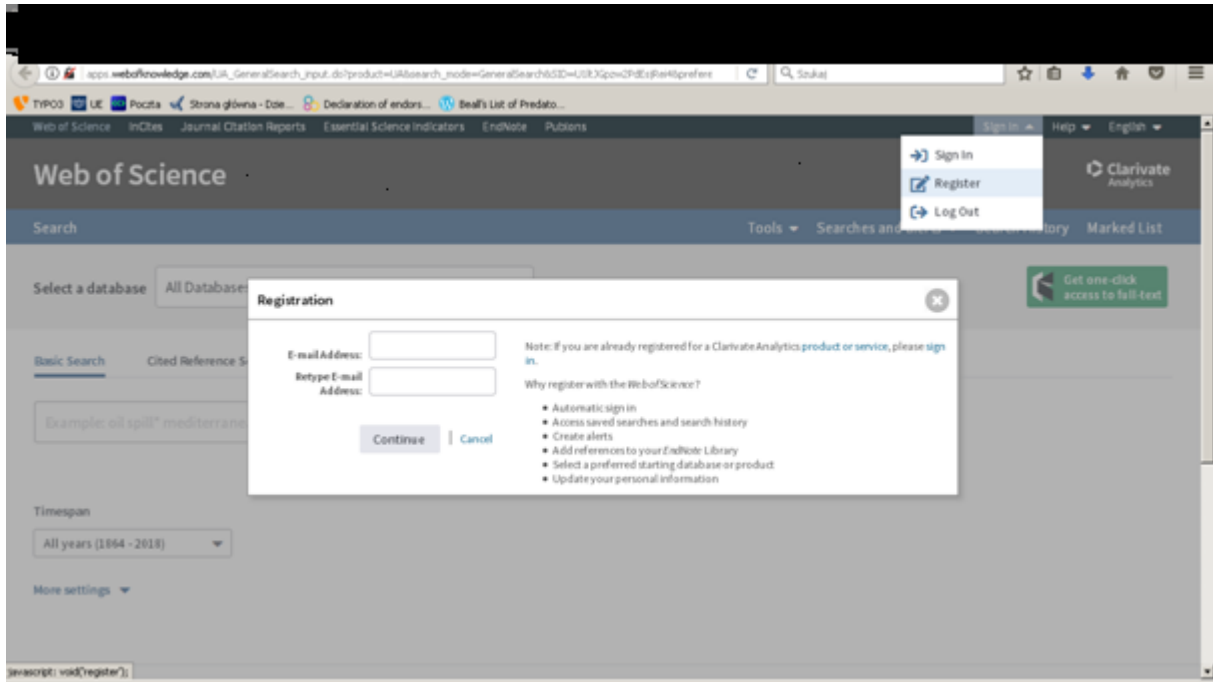 apps.webofknowledge.com/UA_GeneralSearch_input.do?product=UA&search_mode=GeneralSearch
Szukaj
TYPO3 UE Poczta Strona główna - Dzie... Declaration of endors... Beall's List of Predato...
Web of Science InCites Journal Citation Reports Essential Science Indicators EndNote Publons Sign In Help English
Sign In
Web of Science
Clarivate
Analytics
Register
Log Out
Search Tools Searches and History Marked List
Select a database All Databases
Get one-click
access to full-text
Registration
Basic Search Cited Reference S
E-mail Address:
Retype E-mail
Address:
Continue | Cancel
Note: If you are already registered for a Clarivate Analytics product or service, please sign
in.
Why register with the Web of Science?
• Automatic sign in
• Access saved searches and search history
• Create alerts
• Add references to your EndNote Library
• Select a preferred starting database or product
• Update your personal information
Example: oil spill* mediterrane
Timespan
All years (1864 - 2018)
More settings
javascript: void('register');